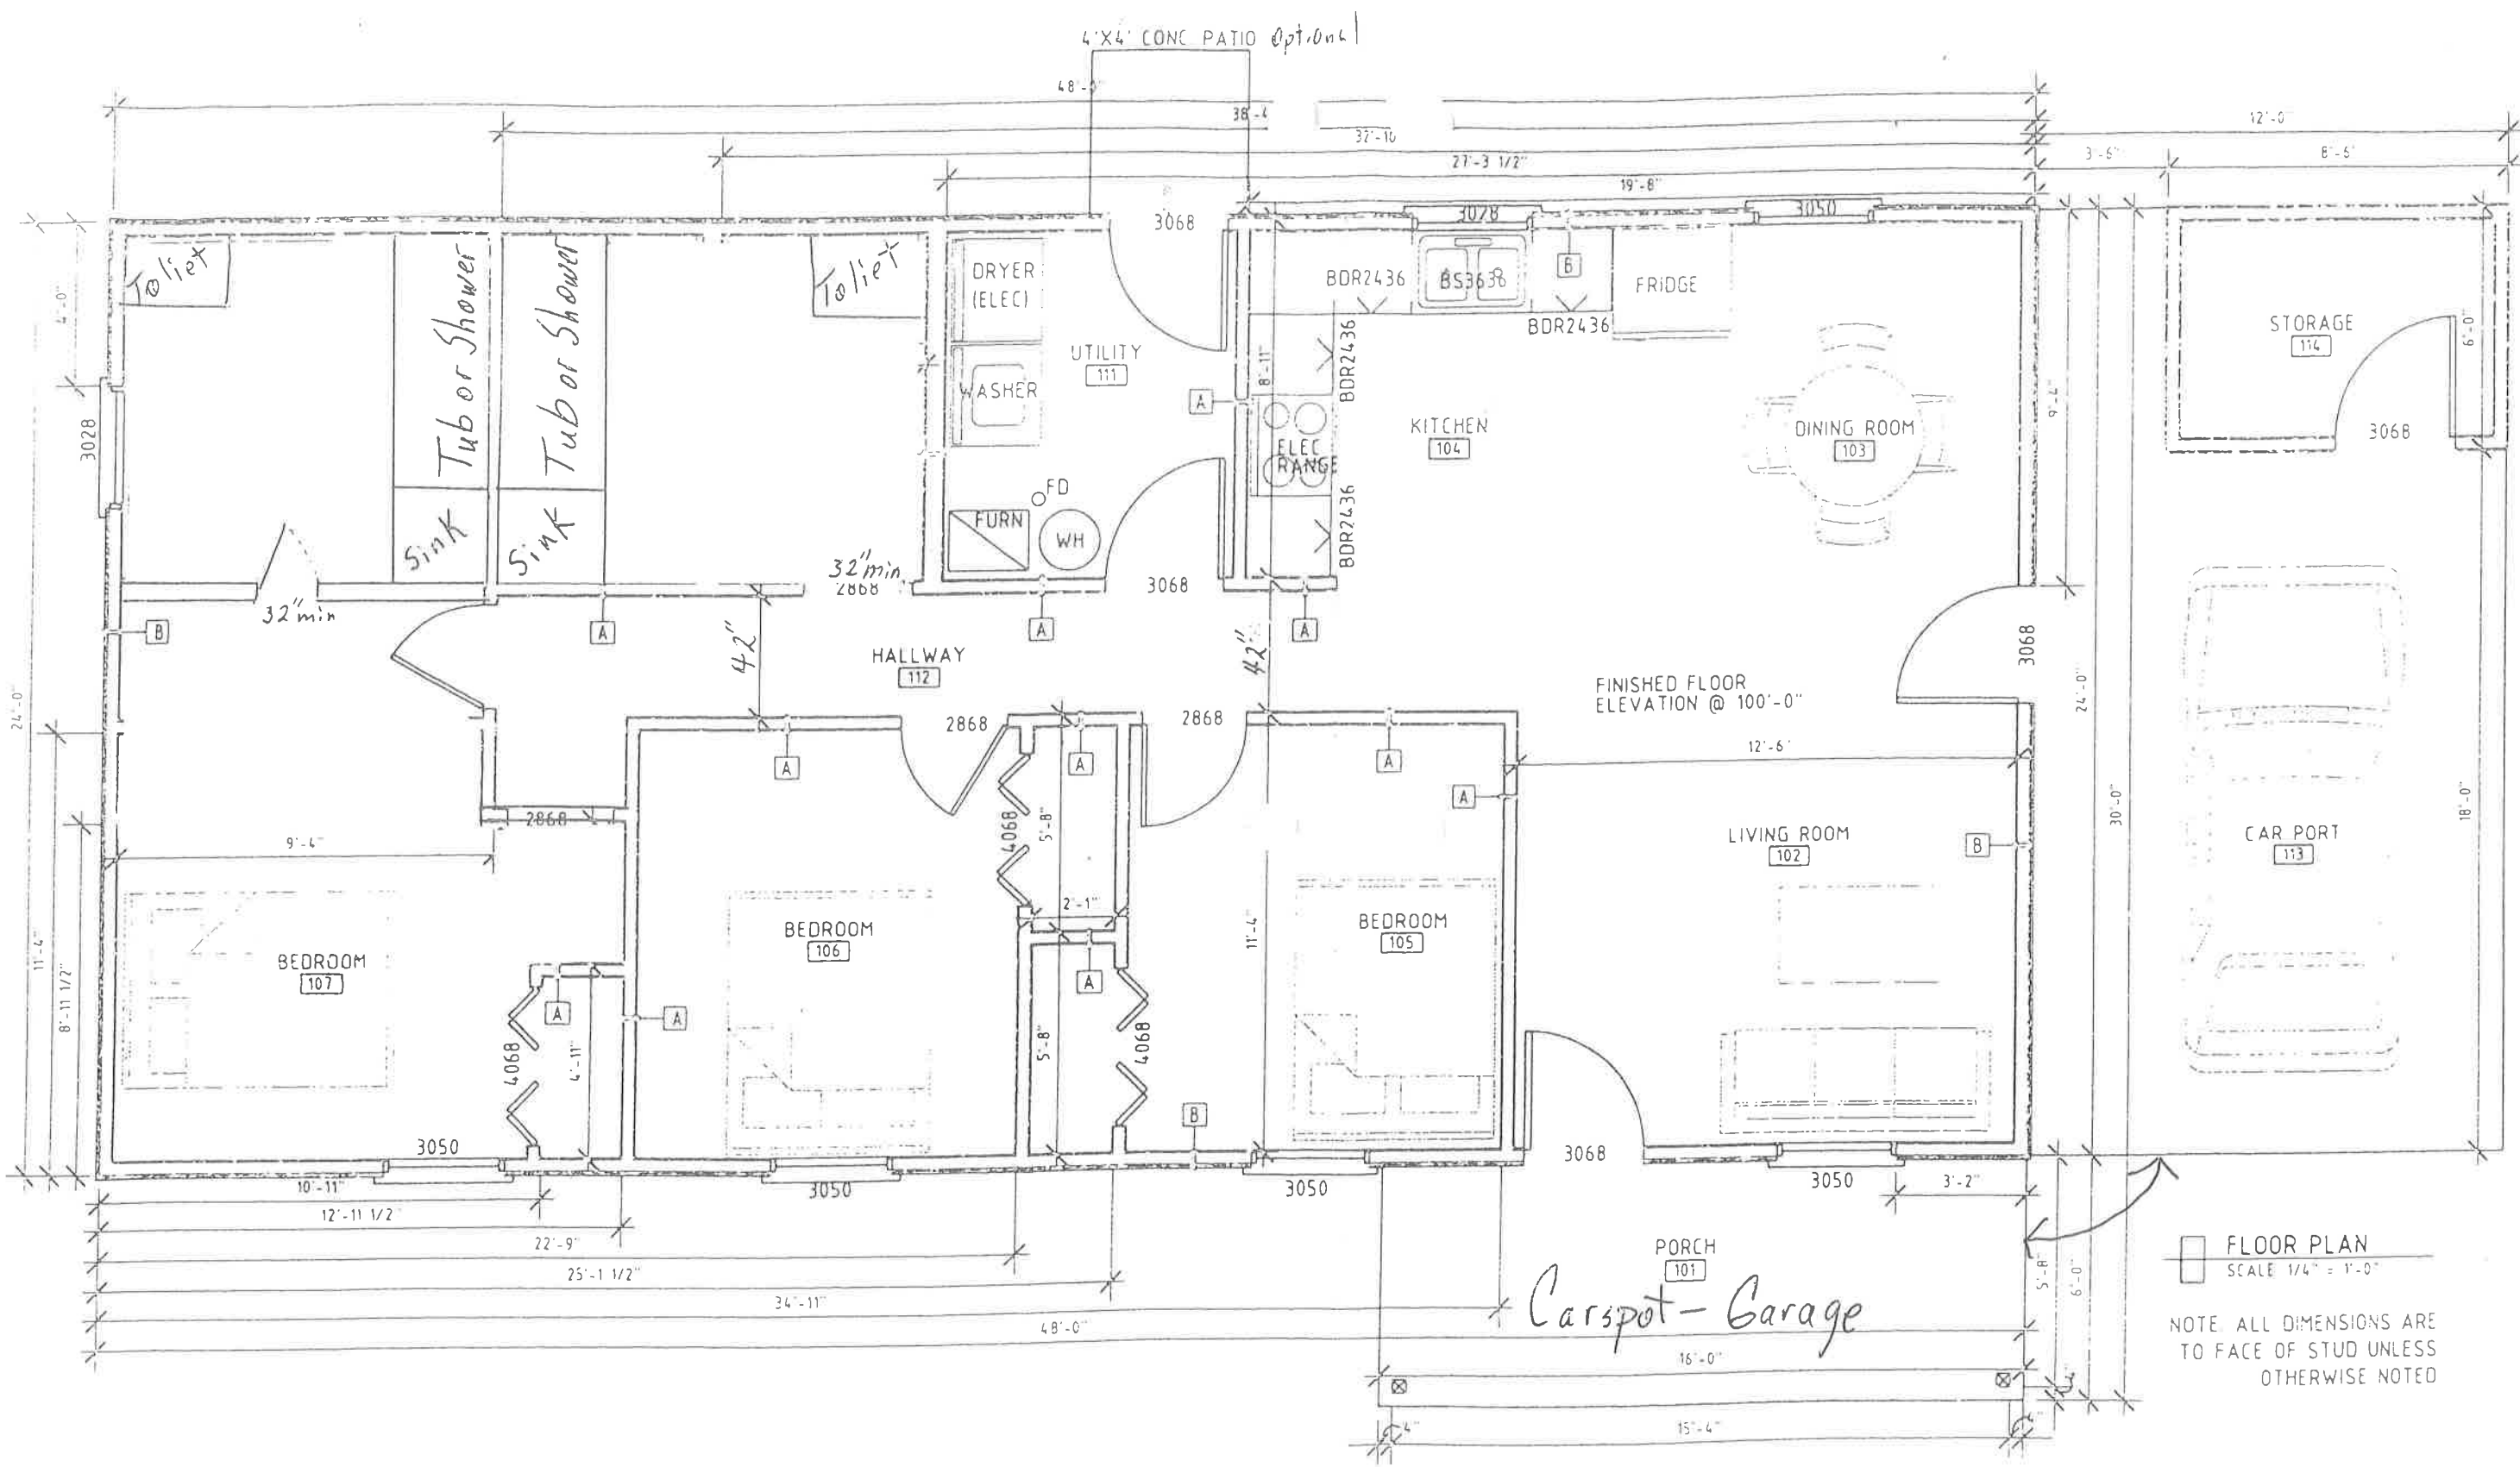 4'X4' CONC PATIO Optional
38'-4
32'-10
27'-3 1/2"
19'-8"
12'-0"
3'-6"
8'-6"
3068
3028
3050
Toliet
Tub or Shower
Tub or Shower
Toliet
DRYER
(ELEC)
WASHER
UTILITY
111
BDR2436
BS3638
B
BDR2436
FRIDGE
STORAGE
114
6'-0"
3068
4'-0"
3028
8'-11"
BDR2436
A
KITCHEN
104
DINING ROOM
103
9'-4"
ELEC
RANGE
BDR2436
Sink
Sink
FD
FURN
WH
32" min
2868
3068
32" min
B
A
A
A
42"
42"
HALLWAY
112
3068
FINISHED FLOOR
ELEVATION @ 100'-0"
24'-0"
24'-0"
2868
2868
A
A
A
12'-6"
A
30'-0"
18'-0"
2868
9'-4"
4068
5'-8"
LIVING ROOM
102
B
CAR PORT
113
11'-4"
8'-11 1/2"
2'-1"
BEDROOM
106
BEDROOM
105
11'-4"
BEDROOM
107
A
A
A
4068
4'-11"
5'-8"
4068
B
3050
3050
3050
3068
3050
3'-2"
10'-11"
12'-11 1/2"
22'-9"
25'-1 1/2"
34'-11"
48'-0"
PORCH
101
Carspot - Garage
5'-8"
6'-0"
16'-0"
4"
15'-4"
4"
FLOOR PLAN
SCALE 1/4" = 1'-0"
NOTE ALL DIMENSIONS ARE
TO FACE OF STUD UNLESS
OTHERWISE NOTED